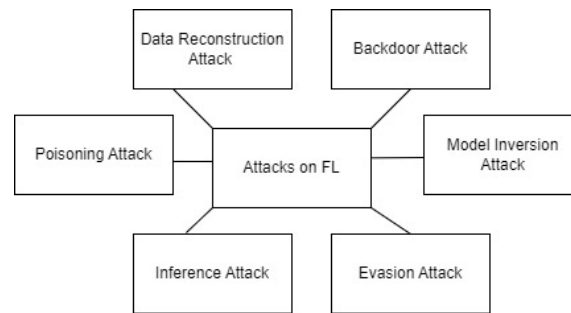 Data Reconstruction
Attack
Backdoor Attack
Poisoning Attack
Attacks on FL
Model Inversion
Attack
Inference Attack
Evasion Attack